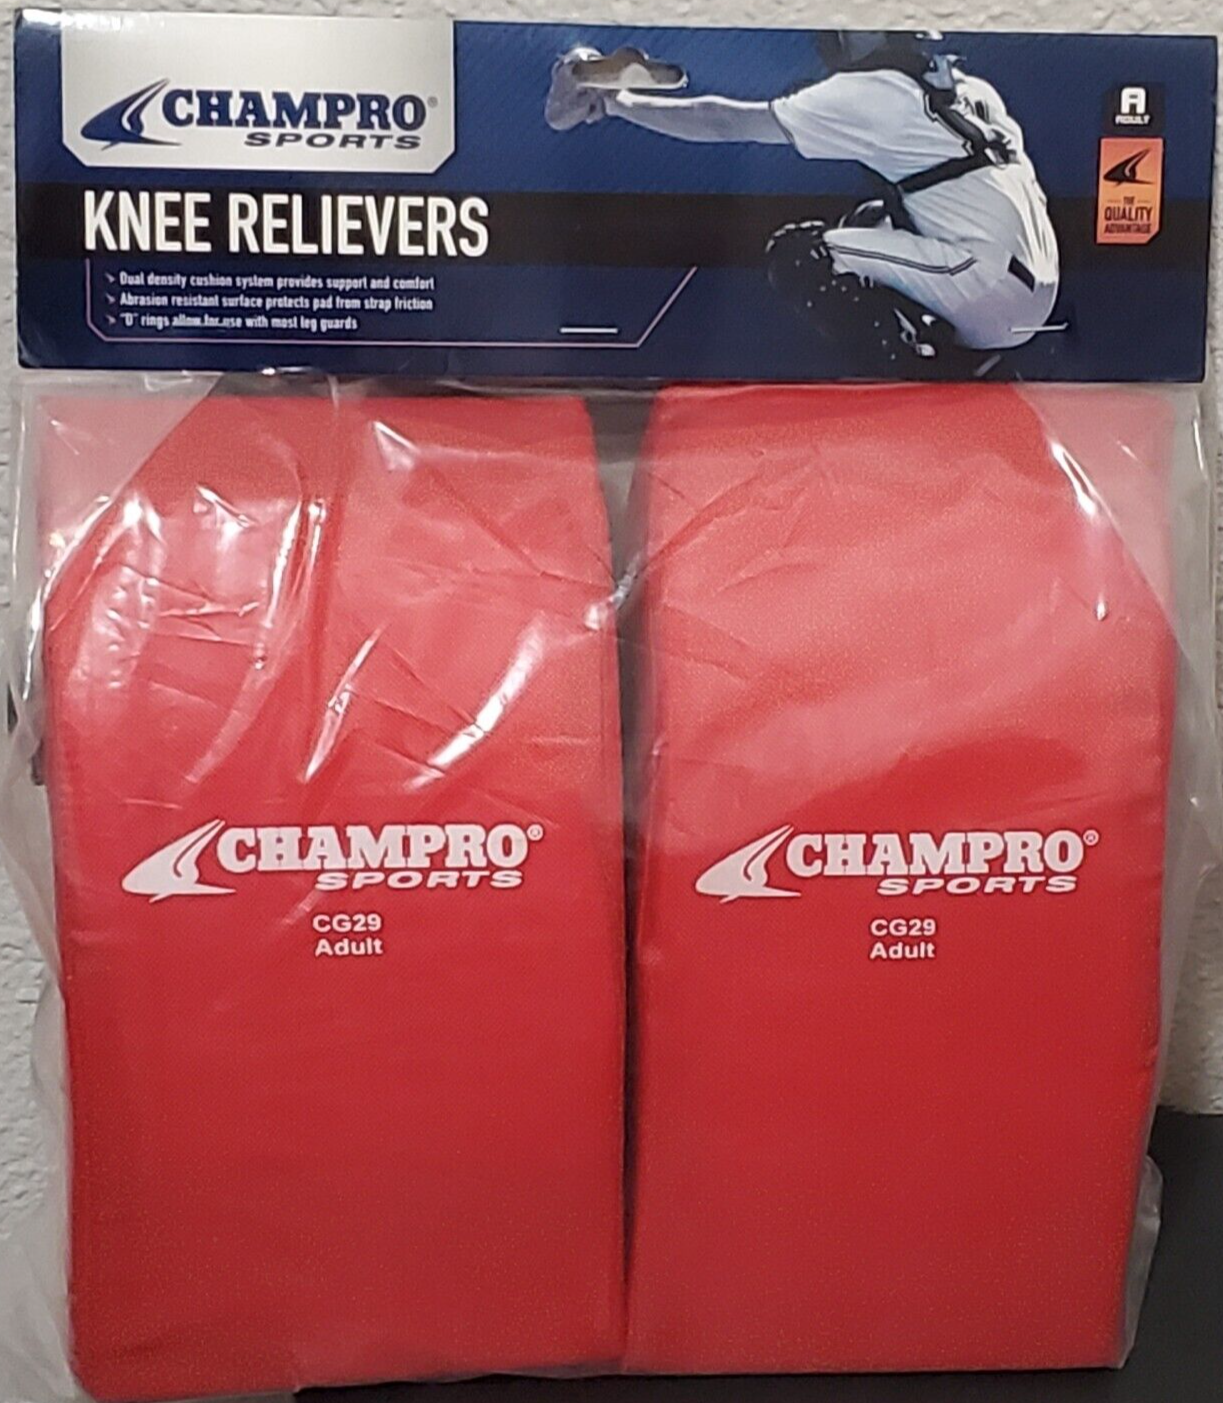 CHAMPRO®
SPORTS
KNEE RELIEVERS
Dual density cushion system provides support and comfort
Abrasion resistant surface protects pad from strap friction
"D" rings allow for use with most leg guards
A
ADULT
THE
QUALITY
ADVANTAGE
CHAMPRO®
SPORTS
CG29
Adult
CHAMPRO®
SPORTS
CG29
Adult